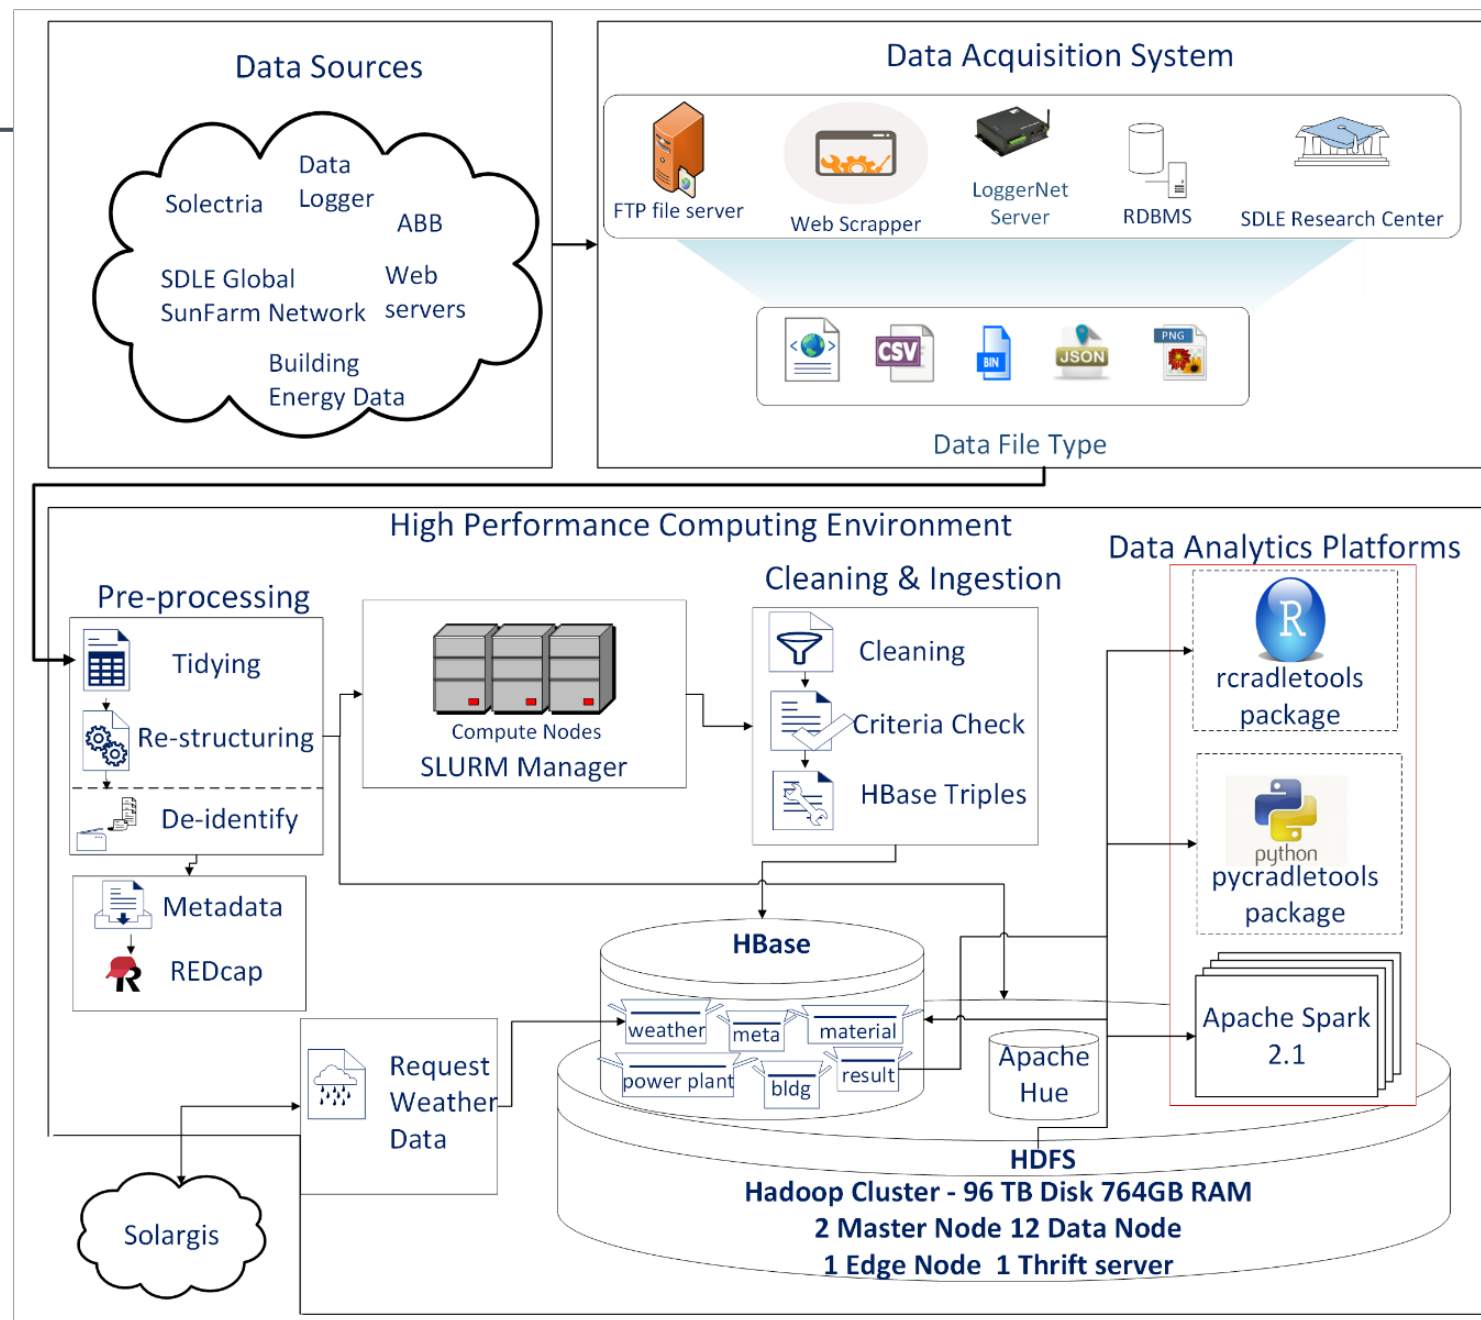 Data Sources
Data
Logger
Solectria
ABB
SDLE Global
SunFarm Network
Web
servers
Building
Energy Data
Data Acquisition System
FTP file server
Web Scrapper
LoggerNet
Server
RDBMS
SDLE Research Center
CSV
BIN
JSON
PNG
Data File Type
High Performance Computing Environment
Pre-processing
Tidying
Re-structuring
De-identify
Metadata
REDcap
Compute Nodes
SLURM Manager
Cleaning & Ingestion
Cleaning
Criteria Check
HBase Triples
Data Analytics Platforms
R
rcradletools
package
python
pycradletools
package
Apache Spark
2.1
HBase
weather
meta
material
power plant
bldg
result
Apache
Hue
Request
Weather
Data
Solargis
HDFS
Hadoop Cluster - 96 TB Disk 764GB RAM
2 Master Node 12 Data Node
1 Edge Node 1 Thrift server